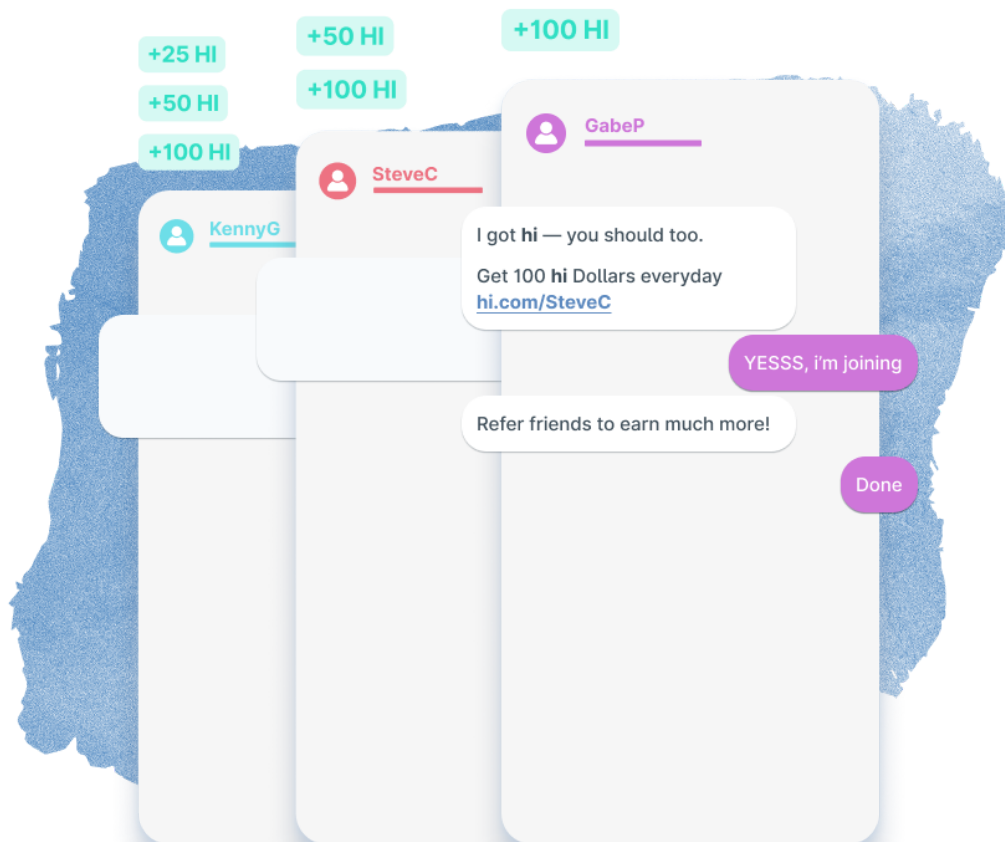 +25 HI
+50 HI
+100 HI
KennyG
+50 HI
+100 HI
SteveC
+100 HI
GabeP
I got hi — you should too.
Get 100 hi Dollars everyday
hi.com/SteveC
YESSS, i’m joining
Refer friends to earn much more!
Done